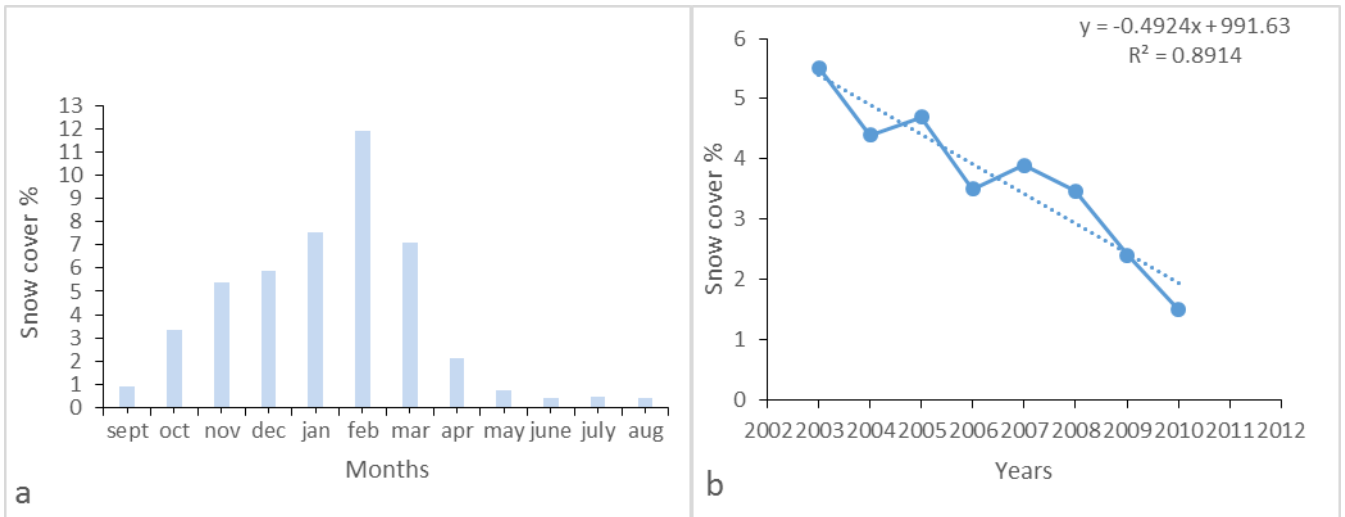 13
12
11
10
9
8
7
6
5
4
3
2
1
0
Snow cover %
sept oct nov dec jan feb mar apr may june july aug
Months
a
y = -0.4924x + 991.63
R² = 0.8914
6
5
4
3
2
1
0
Snow cover %
2002 2003 2004 2005 2006 2007 2008 2009 2010 2011 2012
Years
b